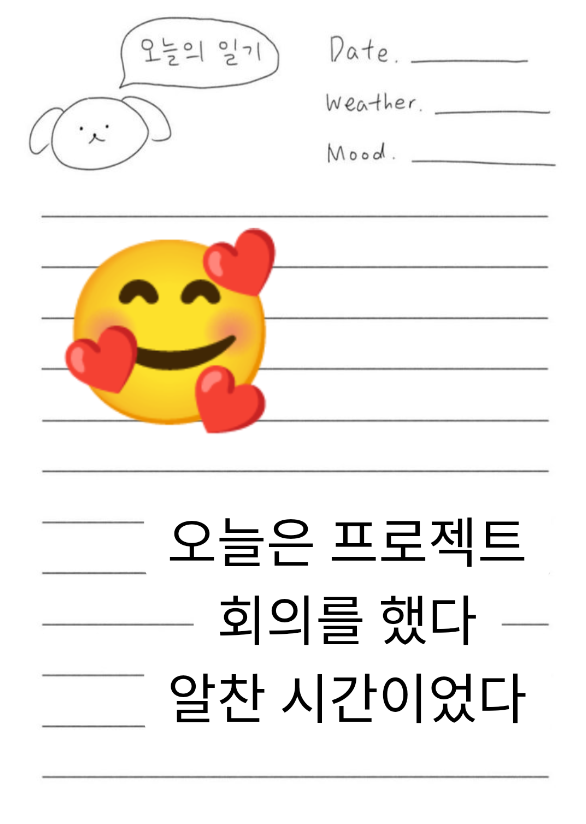 오늘의 일기
Date.
Weather.
Mood.
오늘은 프로젝트
회의를 했다
알찬 시간이었다